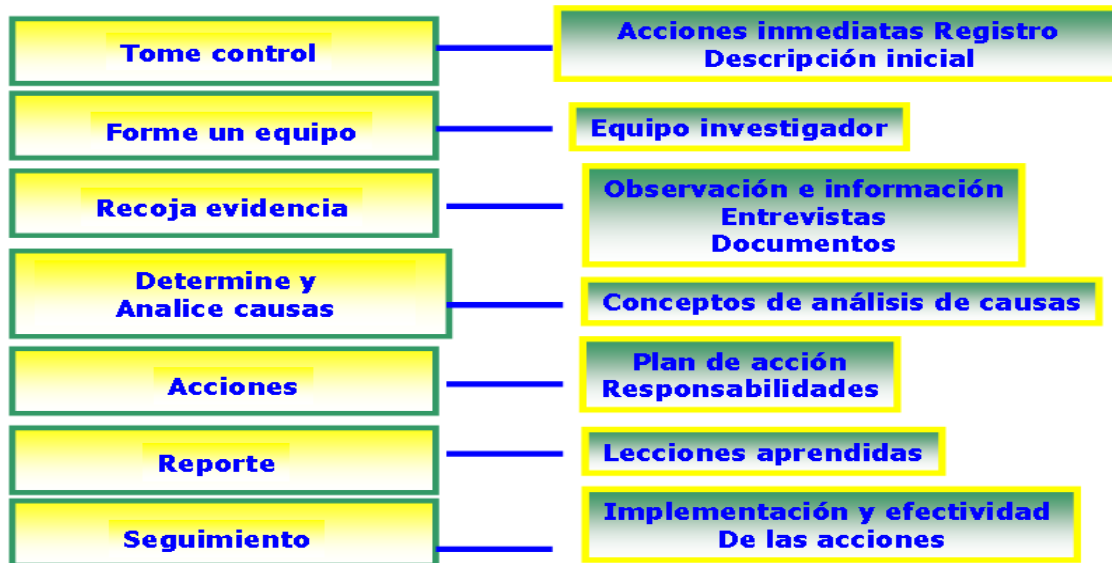 Tome control
Acciones inmediatas Registro
Descripción inicial
Forme un equipo
Equipo investigador
Recoja evidencia
Observación e información
Entrevistas
Documentos
Determine y
Analice causas
Conceptos de análisis de causas
Acciones
Plan de acción
Responsabilidades
Reporte
Lecciones aprendidas
Seguimiento
Implementación y efectividad
De las acciones